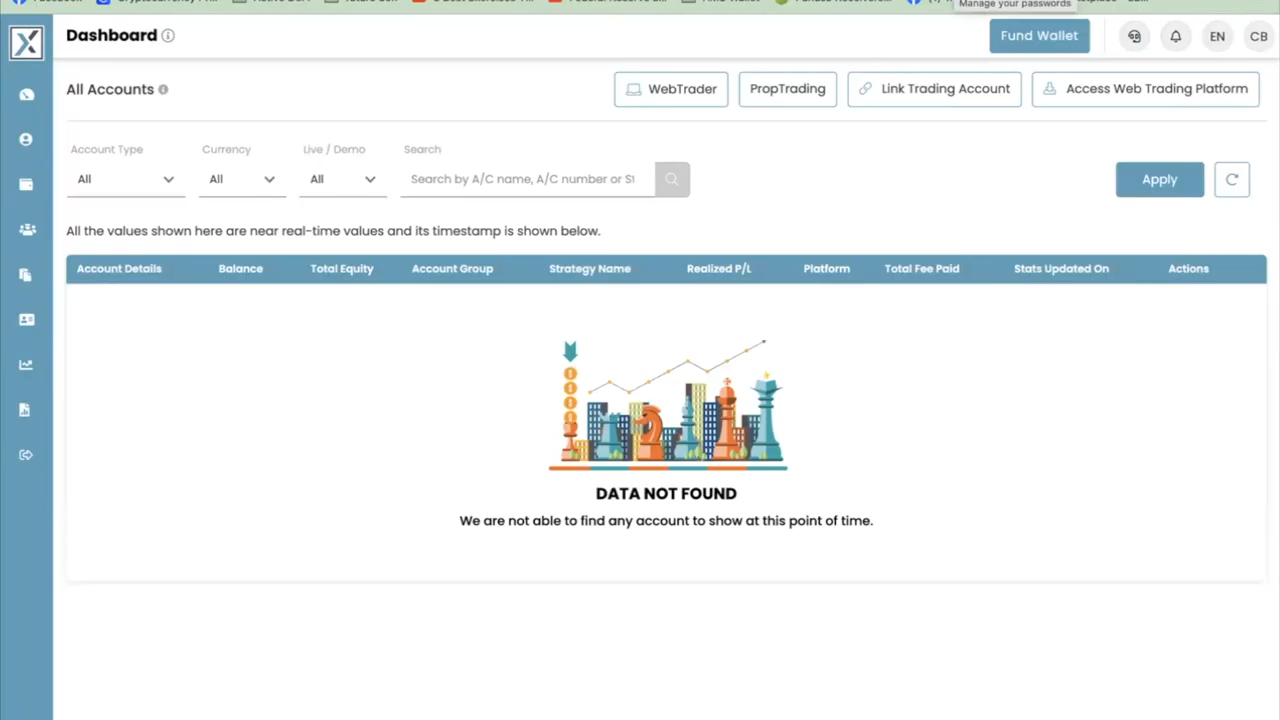 Manage your passwords
Dashboard
Fund Wallet
EN
CB
All Accounts
WebTrader
PropTrading
Link Trading Account
Access Web Trading Platform
Account Type
Currency
Live / Demo
Search
All
All
All
Search by A/C name, A/C number or St
Apply
All the values shown here are near real-time values and its timestamp is shown below.
Account Details
Balance
Total Equity
Account Group
Strategy Name
Realized P/L
Platform
Total Fee Paid
Stats Updated On
Actions
DATA NOT FOUND
We are not able to find any account to show at this point of time.